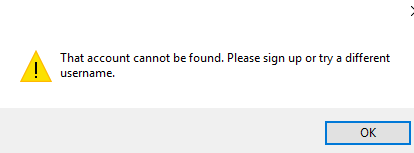 That account cannot be found. Please sign up or try a different
username.
OK